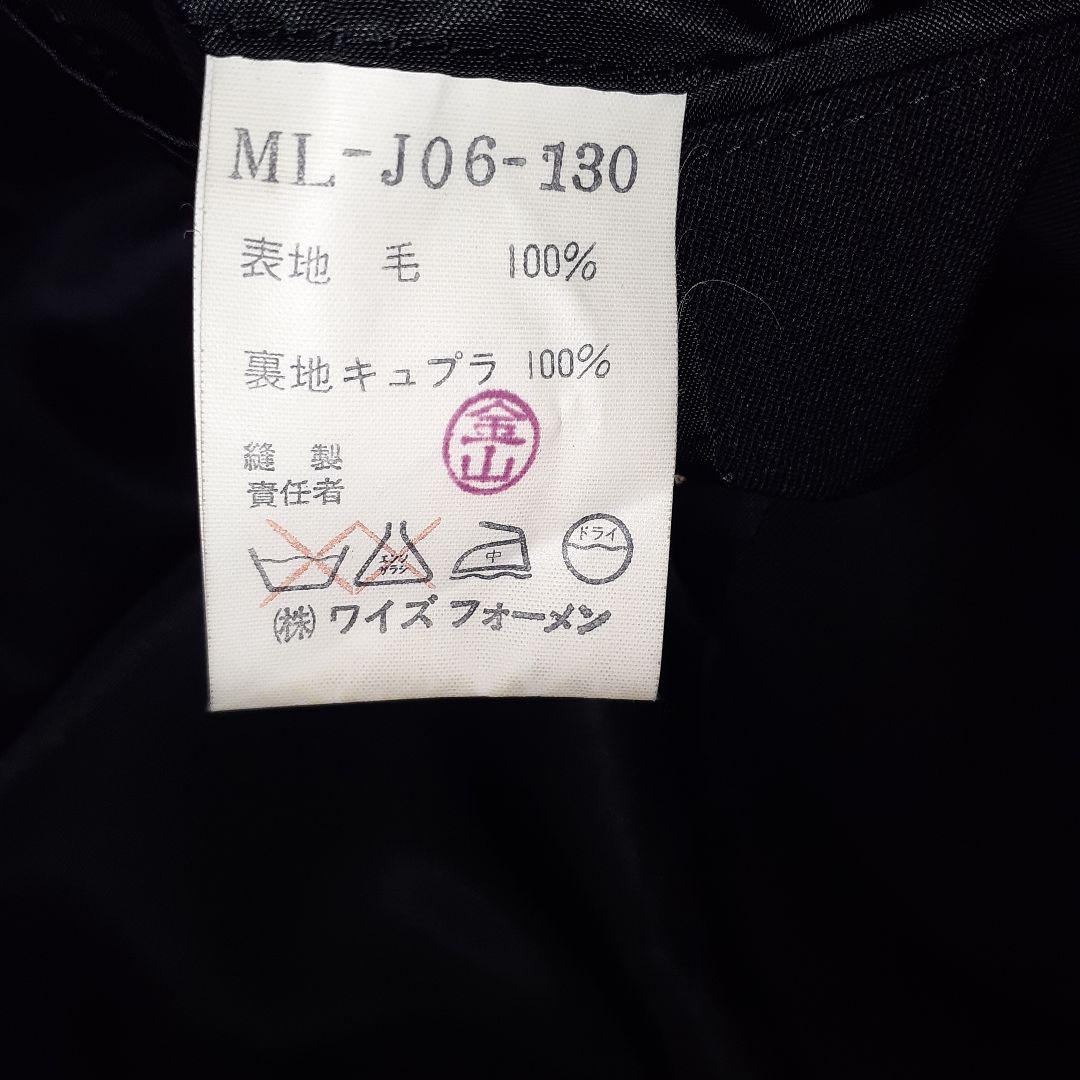 ML-J06-130
表地 毛 100%
裏地キュプラ 100%
金山
縫製
責任者
エンソ
サラシ
中
ドライ
㈱ワイズフォーメン